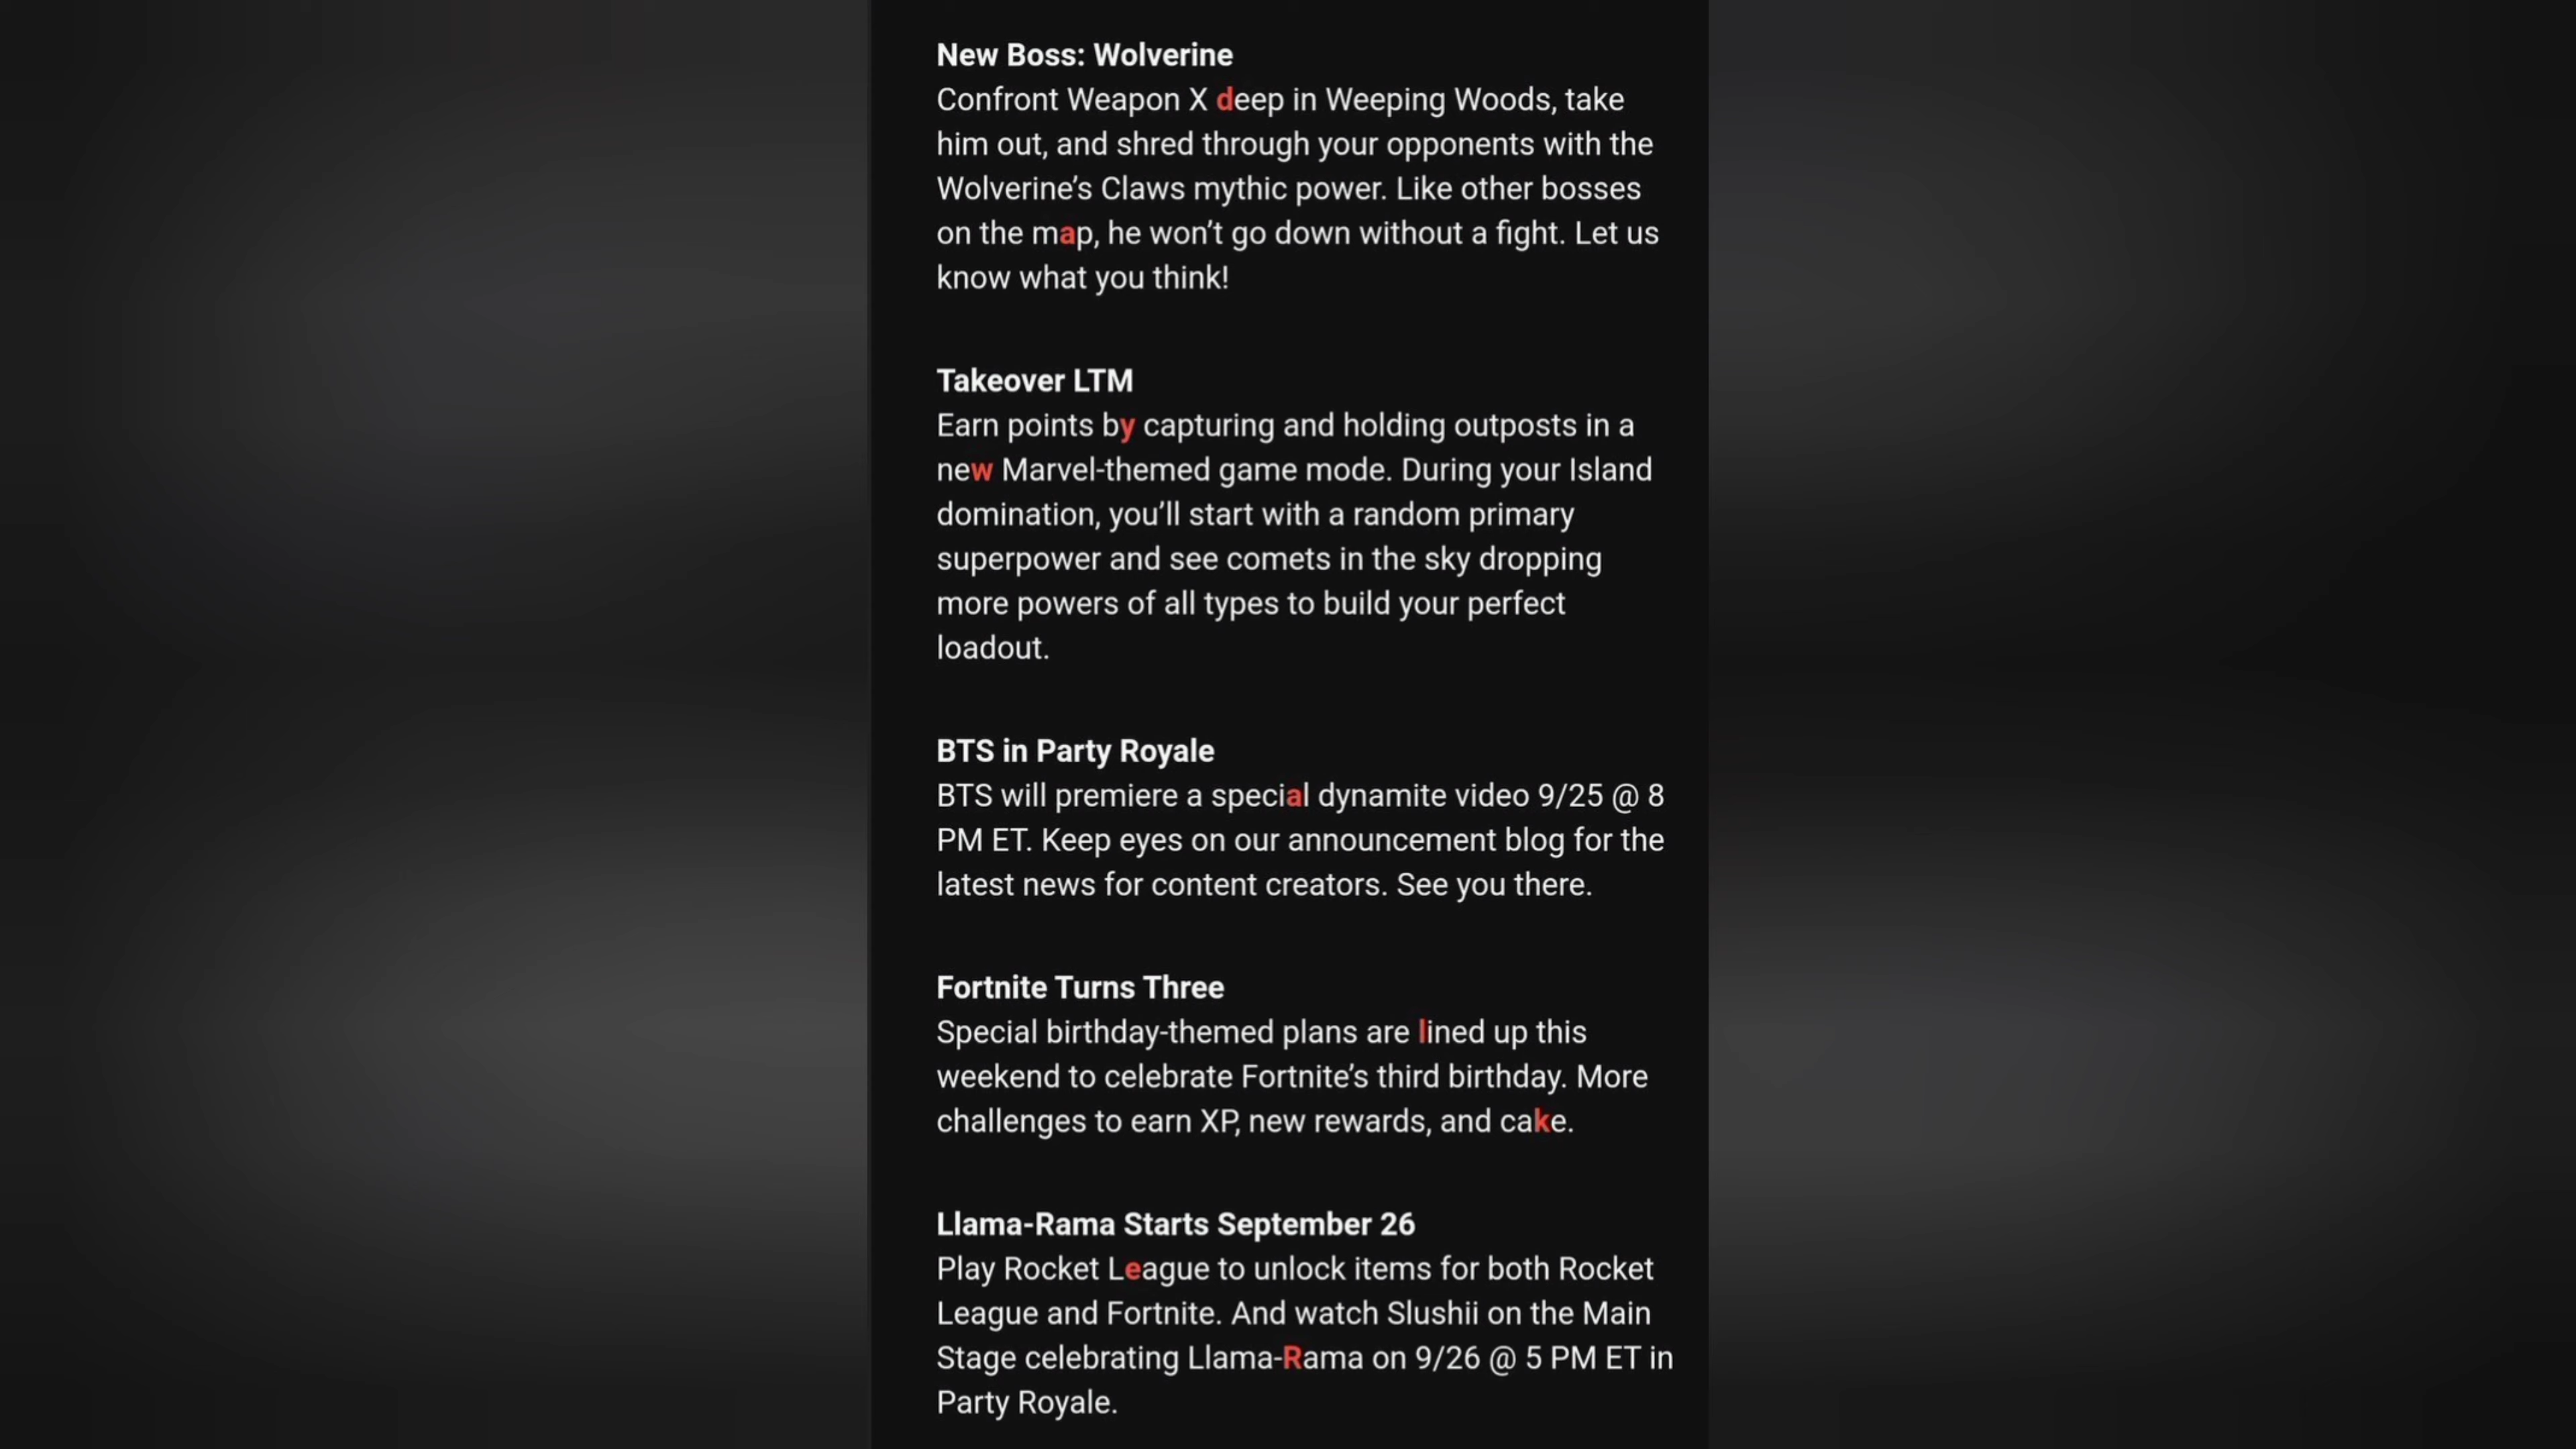 New Boss: Wolverine
Confront Weapon X deep in Weeping Woods, take
him out, and shred through your opponents with the
Wolverine’s Claws mythic power. Like other bosses
on the map, he won’t go down without a fight. Let us
know what you think!
Takeover LTM
Earn points by capturing and holding outposts in a
new Marvel-themed game mode. During your Island
domination, you’ll start with a random primary
superpower and see comets in the sky dropping
more powers of all types to build your perfect
loadout.
BTS in Party Royale
BTS will premiere a special dynamite video 9/25 @ 8
PM ET. Keep eyes on our announcement blog for the
latest news for content creators. See you there.
Fortnite Turns Three
Special birthday-themed plans are lined up this
weekend to celebrate Fortnite’s third birthday. More
challenges to earn XP, new rewards, and cake.
Llama-Rama Starts September 26
Play Rocket League to unlock items for both Rocket
League and Fortnite. And watch Slushii on the Main
Stage celebrating Llama-Rama on 9/26 @ 5 PM ET in
Party Royale.